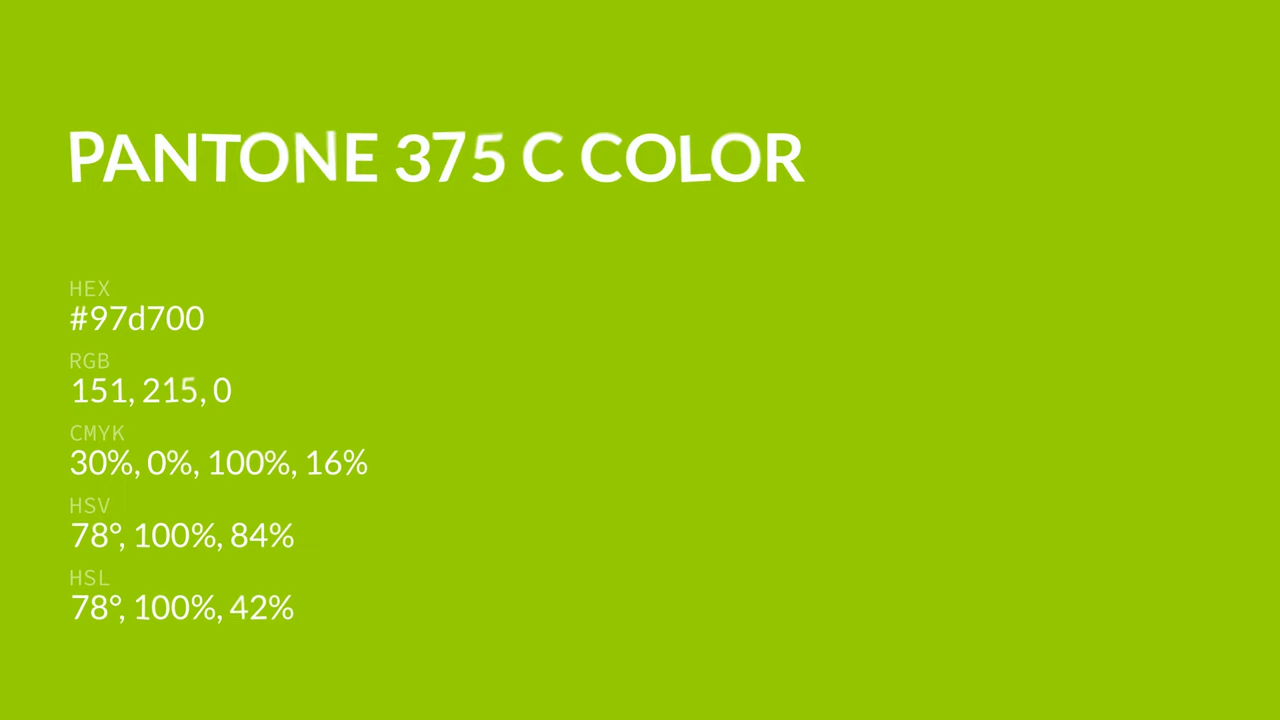 PANTONE 375 C COLOR
HEX
#97d700
RGB
151, 215, 0
CMYK
30%, 0%, 100%, 16%
HSV
78°, 100%, 84%
HSL
78°, 100%, 42%